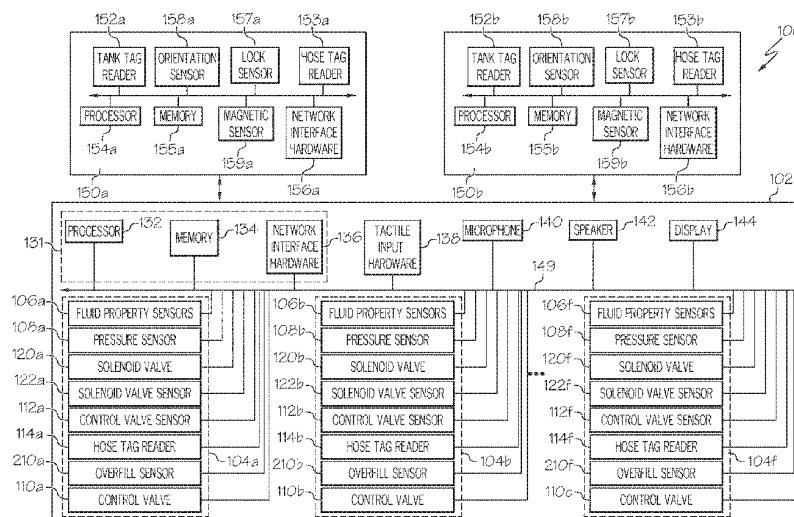 152a 158a 157a 153a 152b 158b 157b 153b 10
TANK TAG READER ORIENTATION SENSOR LOCK SENSOR HOSE TAG READER TANK TAG READER ORIENTATION SENSOR LOCK SENSOR HOSE TAG READER
PROCESSOR MEMORY MAGNETIC SENSOR NETWORK INTERFACE HARDWARE PROCESSOR MEMORY MAGNETIC SENSOR NETWORK INTERFACE HARDWARE
154a 155a 159a 156a 154b 155b 159b 156b
150a 150b
102
131 PROCESSOR 132 MEMORY 134 NETWORK INTERFACE HARDWARE 136 TACTILE INPUT HARDWARE 138 MICROPHONE 140 SPEAKER 142 DISPLAY 144
149
106a FLUID PROPERTY SENSORS 106b FLUID PROPERTY SENSORS 106f FLUID PROPERTY SENSORS
108a PRESSURE SENSOR 108b PRESSURE SENSOR 108f PRESSURE SENSOR
120a SOLENOID VALVE 120b SOLENOID VALVE 120f SOLENOID VALVE
122a SOLENOID VALVE SENSOR 122b SOLENOID VALVE SENSOR 122f SOLENOID VALVE SENSOR
112a CONTROL VALVE SENSOR 112b CONTROL VALVE SENSOR 112f CONTROL VALVE SENSOR
114a HOSE TAG READER 104a 114b HOSE TAG READER 104b 114f HOSE TAG READER 104f
210a OVERFILL SENSOR 210b OVERFILL SENSOR 210f OVERFILL SENSOR
110a CONTROL VALVE 110b CONTROL VALVE 110c CONTROL VALVE